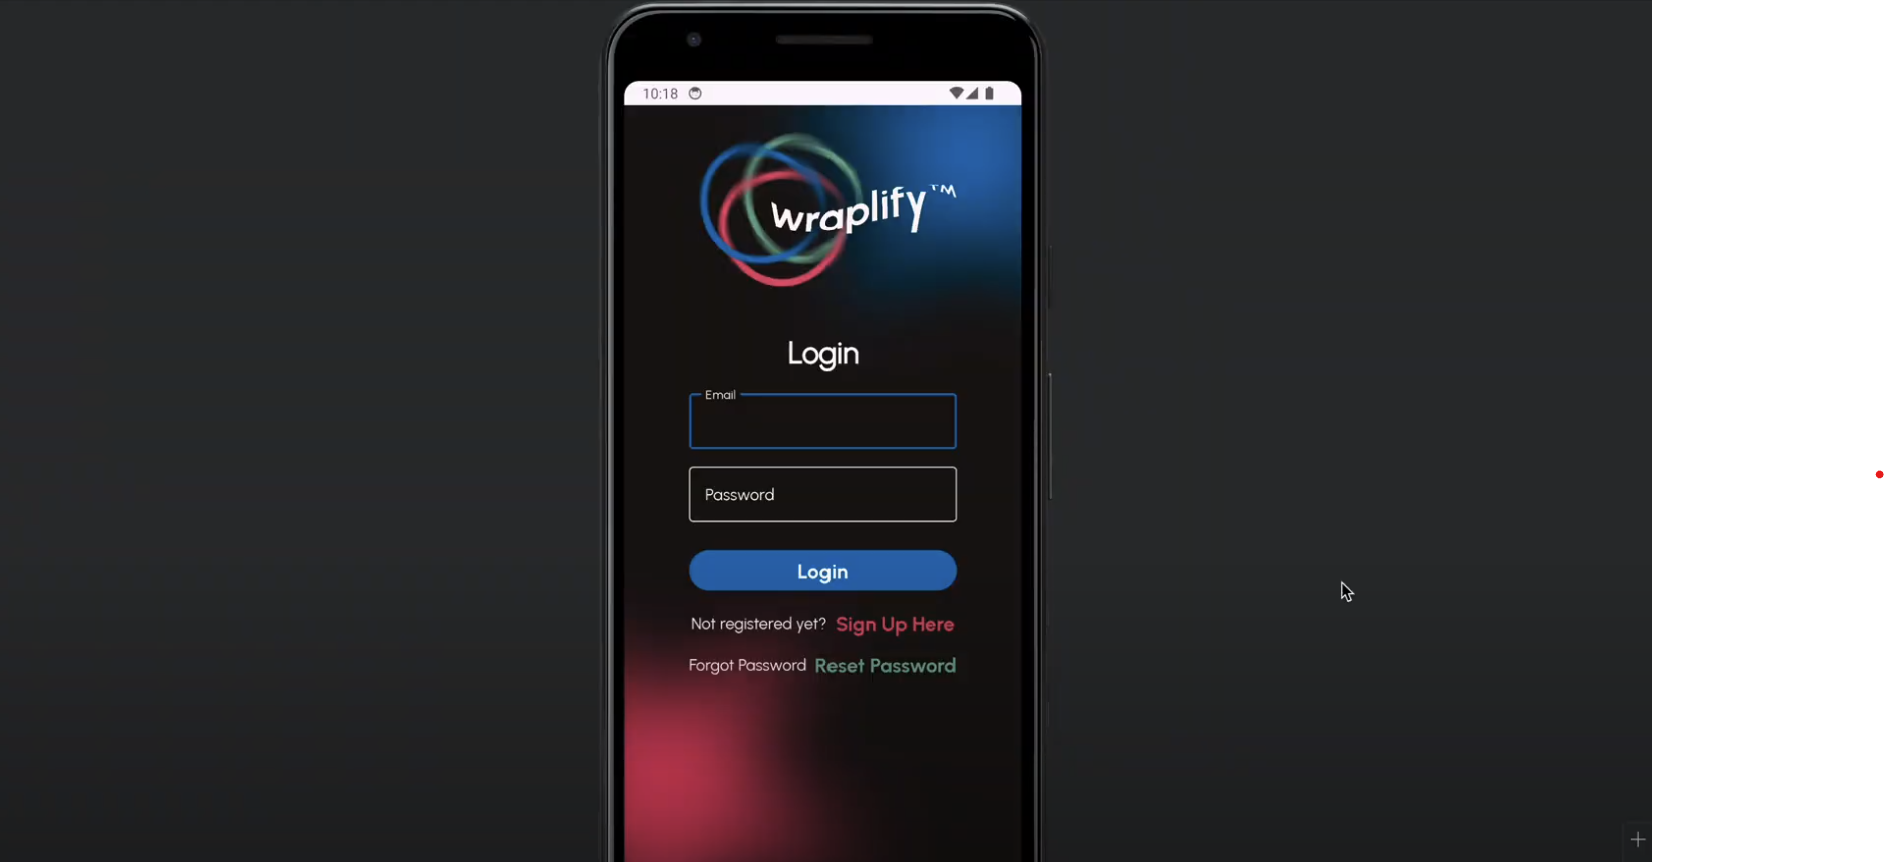 10:18
wraplify™
Login
Email
Password
Login
Not registered yet? Sign Up Here
Forgot Password Reset Password